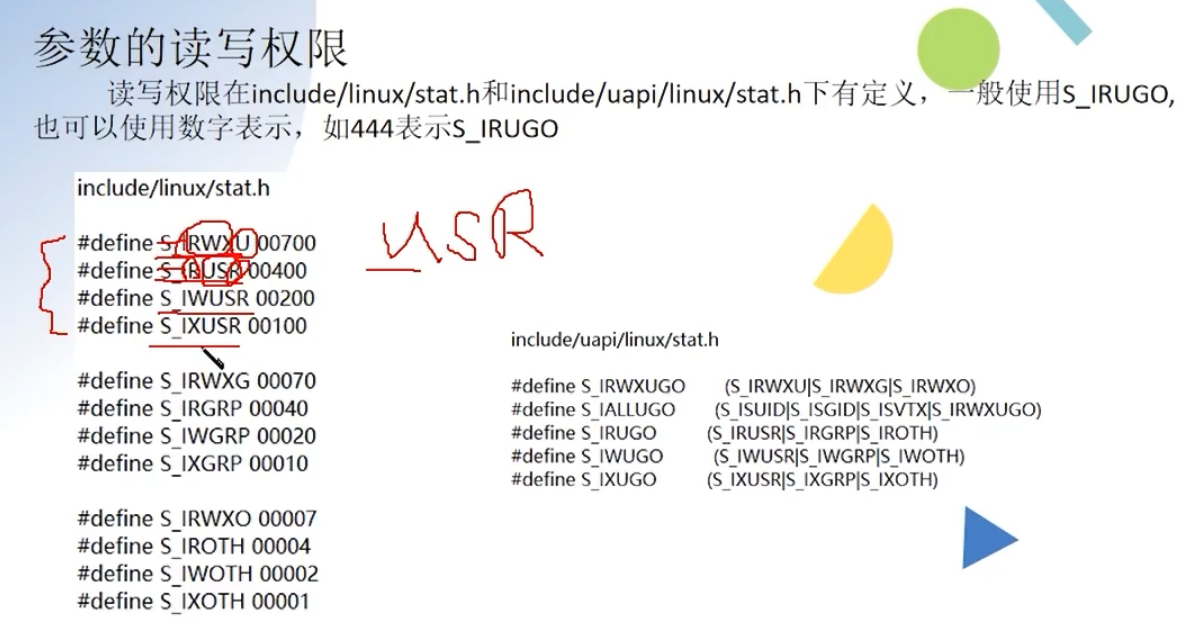 参数的读写权限
读写权限在include/linux/stat.h和include/uapi/linux/stat.h下有定义，一般使用S_IRUGO,
也可以使用数字表示，如444表示S_IRUGO
include/linux/stat.h
#define S_IRWXU 00700
#define S_IRUSR 00400
#define S_IWUSR 00200
#define S_IXUSR 00100
#define S_IRWXG 00070
#define S_IRGRP 00040
#define S_IWGRP 00020
#define S_IXGRP 00010
#define S_IRWXO 00007
#define S_IROTH 00004
#define S_IWOTH 00002
#define S_IXOTH 00001
USR
include/uapi/linux/stat.h
#define S_IRWXUGO (S_IRWXU|S_IRWXG|S_IRWXO)
#define S_IALLUGO (S_ISUID|S_ISGID|S_ISVTX|S_IRWXUGO)
#define S_IRUGO (S_IRUSR|S_IRGRP|S_IROTH)
#define S_IWUGO (S_IWUSR|S_IWGRP|S_IWOTH)
#define S_IXUGO (S_IXUSR|S_IXGRP|S_IXOTH)